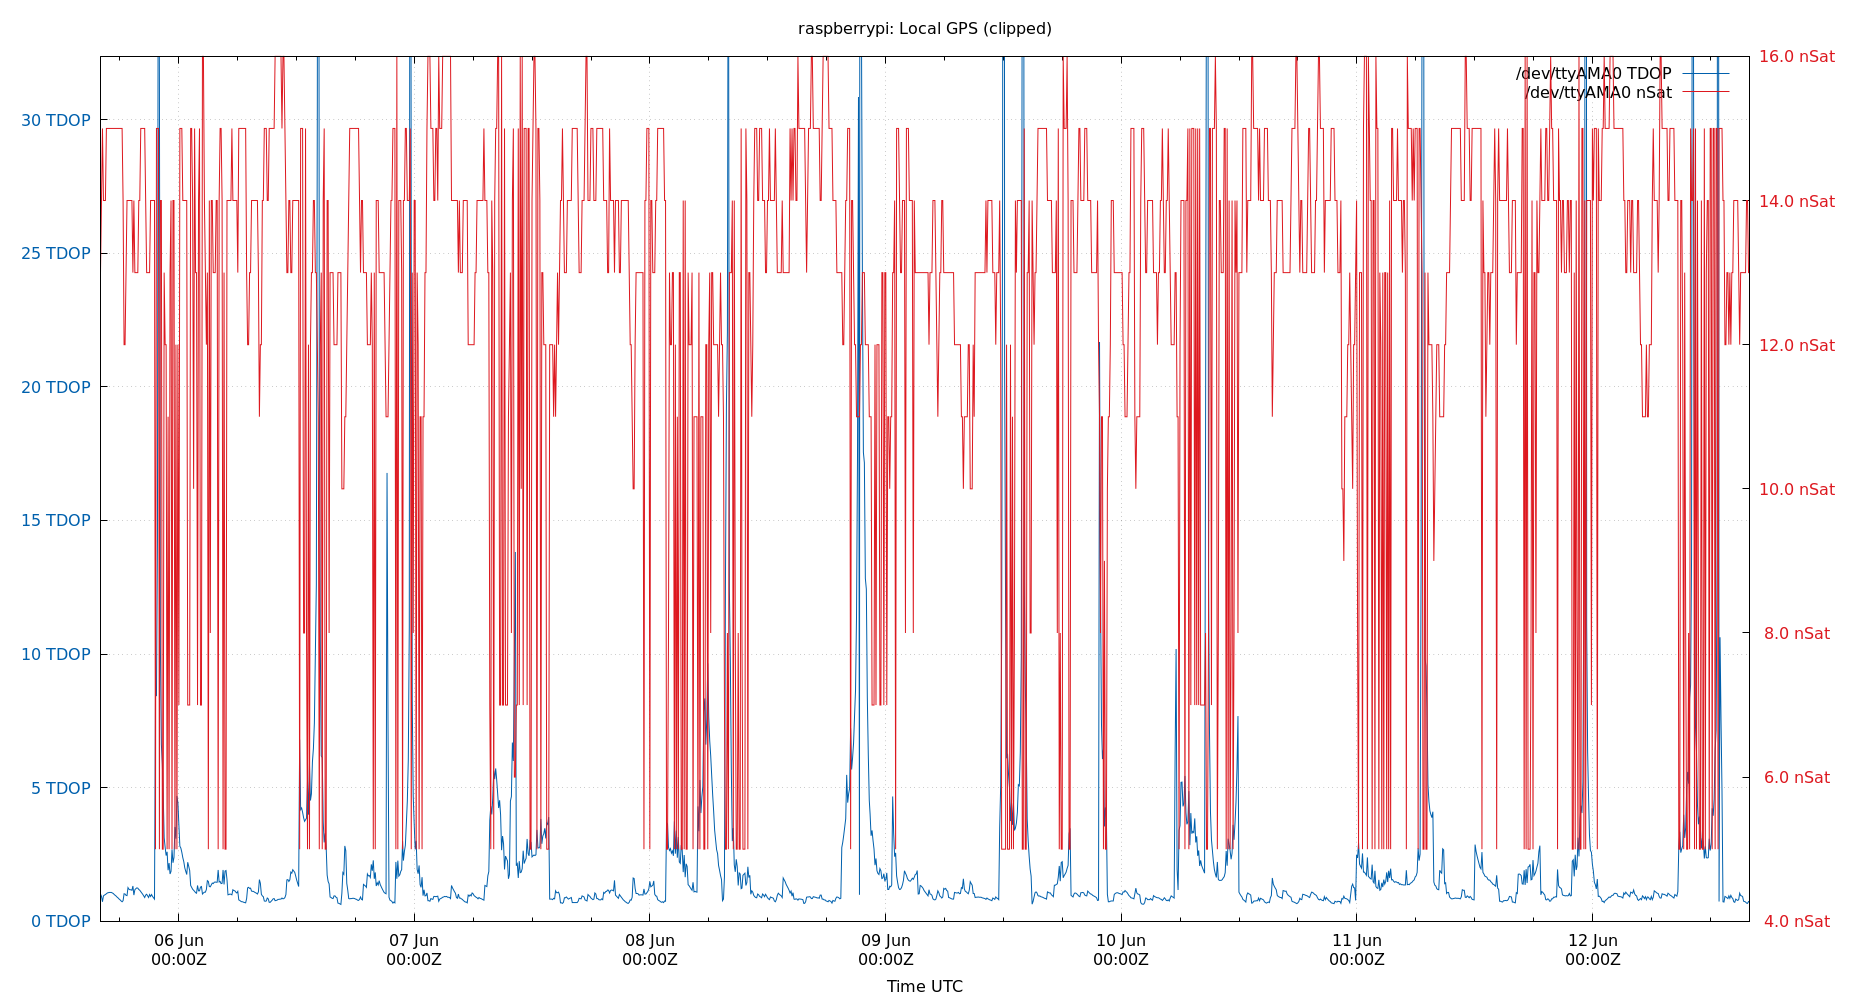 raspberrypi: Local GPS (clipped)
16.0 nSat
/dev/ttyAMA0 TDOP
/dev/ttyAMA0 nSat
30 TDOP
14.0 nSat
25 TDOP
12.0 nSat
20 TDOP
10.0 nSat
15 TDOP
8.0 nSat
10 TDOP
6.0 nSat
5 TDOP
4.0 nSat
0 TDOP
06 Jun 07 Jun 08 Jun 09 Jun 10 Jun 11 Jun 12 Jun
00:00Z 00:00Z 00:00Z 00:00Z 00:00Z 00:00Z 00:00Z
Time UTC